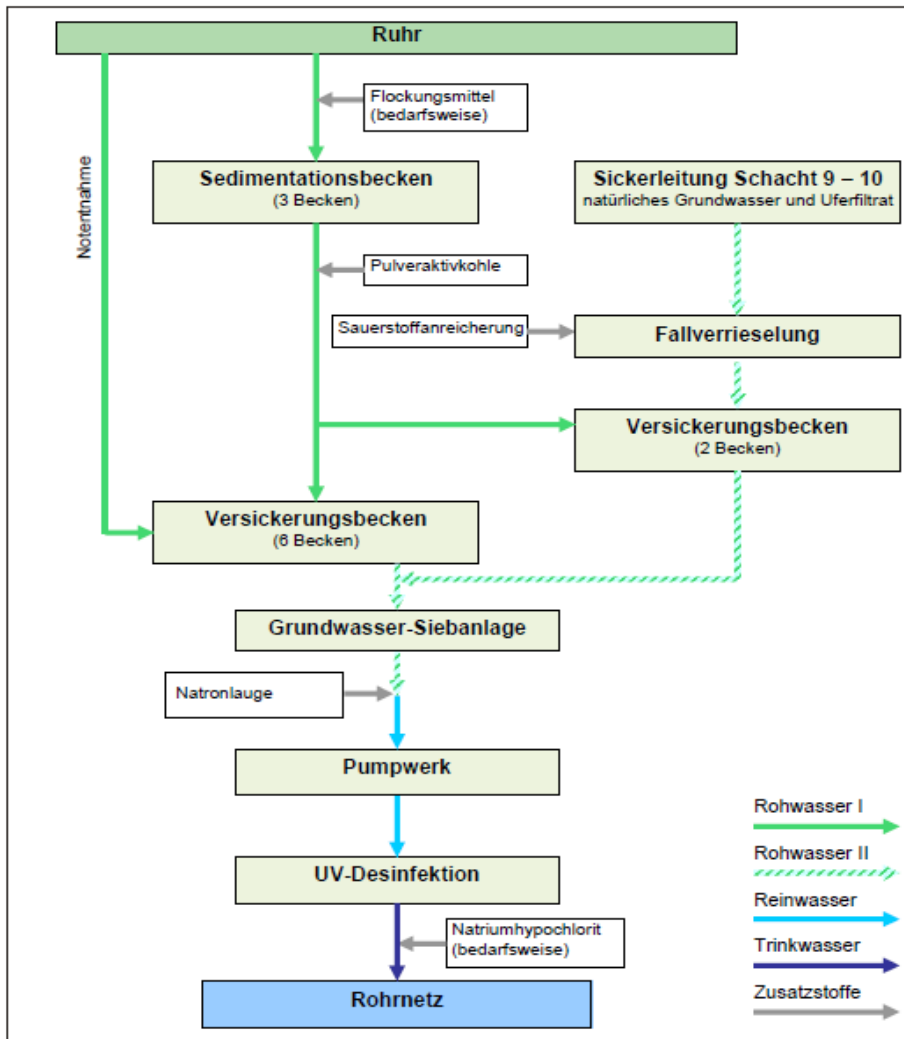 Ruhr
Flockungsmittel
(bedarfsweise)
Notentnahme
Sedimentationsbecken
(3 Becken)
Sickerleitung Schacht 9 – 10
natürliches Grundwasser und Uferfiltrat
Pulveraktivkohle
Sauerstoffanreicherung
Fallverrieselung
Versickerungsbecken
(2 Becken)
Versickerungsbecken
(6 Becken)
Grundwasser-Siebanlage
Natronlauge
Pumpwerk
UV-Desinfektion
Natriumhypochlorit
(bedarfsweise)
Rohrnetz
Rohwasser I
Rohwasser II
Reinwasser
Trinkwasser
Zusatzstoffe